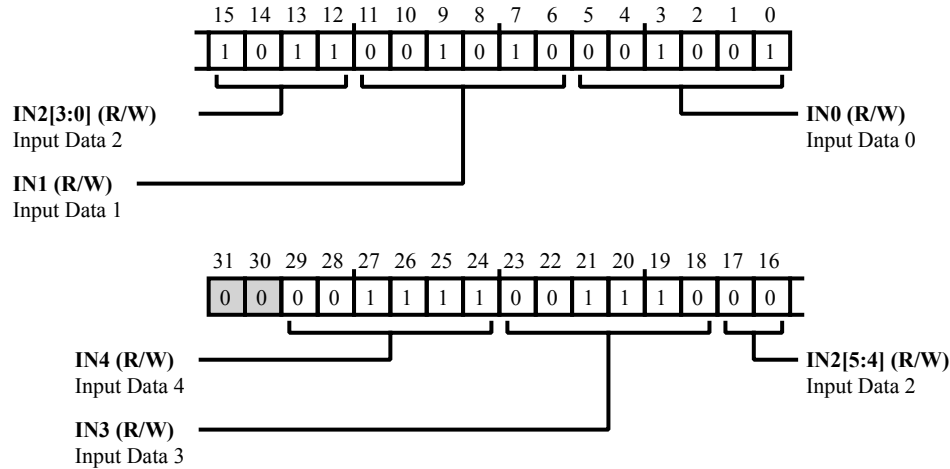 15 14 13 12 11 10 9 8 7 6 5 4 3 2 1 0
1 0 1 1 0 0 1 0 1 0 0 0 1 0 0 1
IN2[3:0] (R/W)
Input Data 2
IN0 (R/W)
Input Data 0
IN1 (R/W)
Input Data 1
31 30 29 28 27 26 25 24 23 22 21 20 19 18 17 16
0 0 0 0 1 1 1 1 0 0 1 1 1 0 0 0
IN4 (R/W)
Input Data 4
IN2[5:4] (R/W)
Input Data 2
IN3 (R/W)
Input Data 3